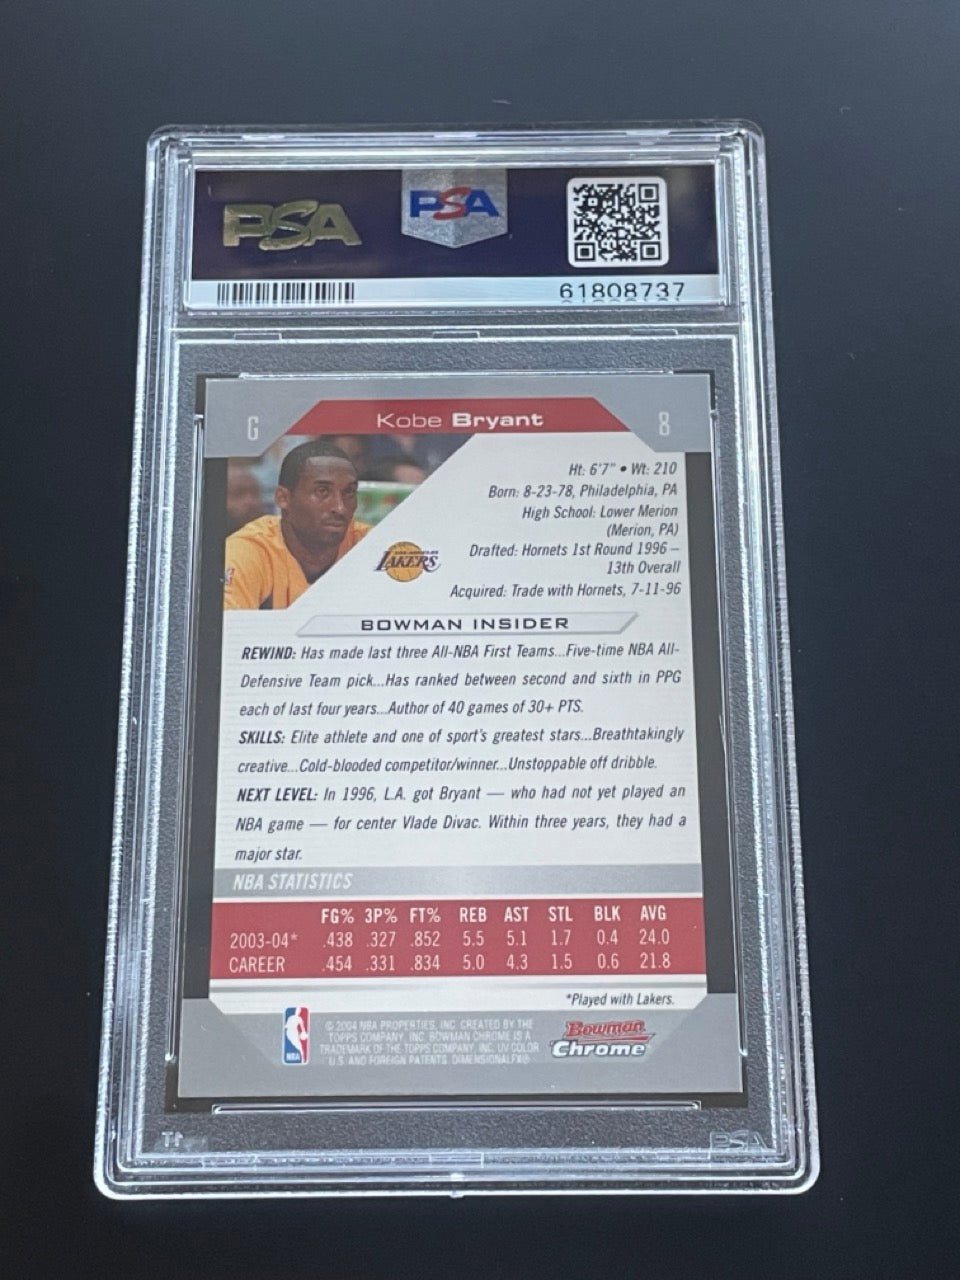 PSA
PSA
61808737
G
Kobe Bryant
8
Ht: 6'7" • Wt: 210
Born: 8-23-78, Philadelphia, PA
High School: Lower Merion
(Merion, PA)
Drafted: Hornets 1st Round 1996 –
13th Overall
Acquired: Trade with Hornets, 7-11-96
LOS ANGELES
LAKERS
BOWMAN INSIDER
REWIND: Has made last three All-NBA First Teams...Five-time NBA All-
Defensive Team pick...Has ranked between second and sixth in PPG
each of last four years...Author of 40 games of 30+ PTS.
SKILLS: Elite athlete and one of sport's greatest stars...Breathtakingly
creative...Cold-blooded competitor/winner...Unstoppable off dribble.
NEXT LEVEL: In 1996, L.A. got Bryant — who had not yet played an
NBA game — for center Vlade Divac. Within three years, they had a
major star.
NBA STATISTICS
FG% 3P% FT% REB AST STL BLK AVG
2003-04* .438 .327 .852 5.5 5.1 1.7 0.4 24.0
CAREER .454 .331 .834 5.0 4.3 1.5 0.6 21.8
*Played with Lakers.
NBA
© 2004 NBA PROPERTIES, INC. CREATED BY THE
TOPPS COMPANY, INC. BOWMAN CHROME IS A
TRADEMARK OF THE TOPPS COMPANY, INC. UV COLOR
U.S. AND FOREIGN PATENTS. DIMENSIONALFX®
Bowman
Chrome
PSA